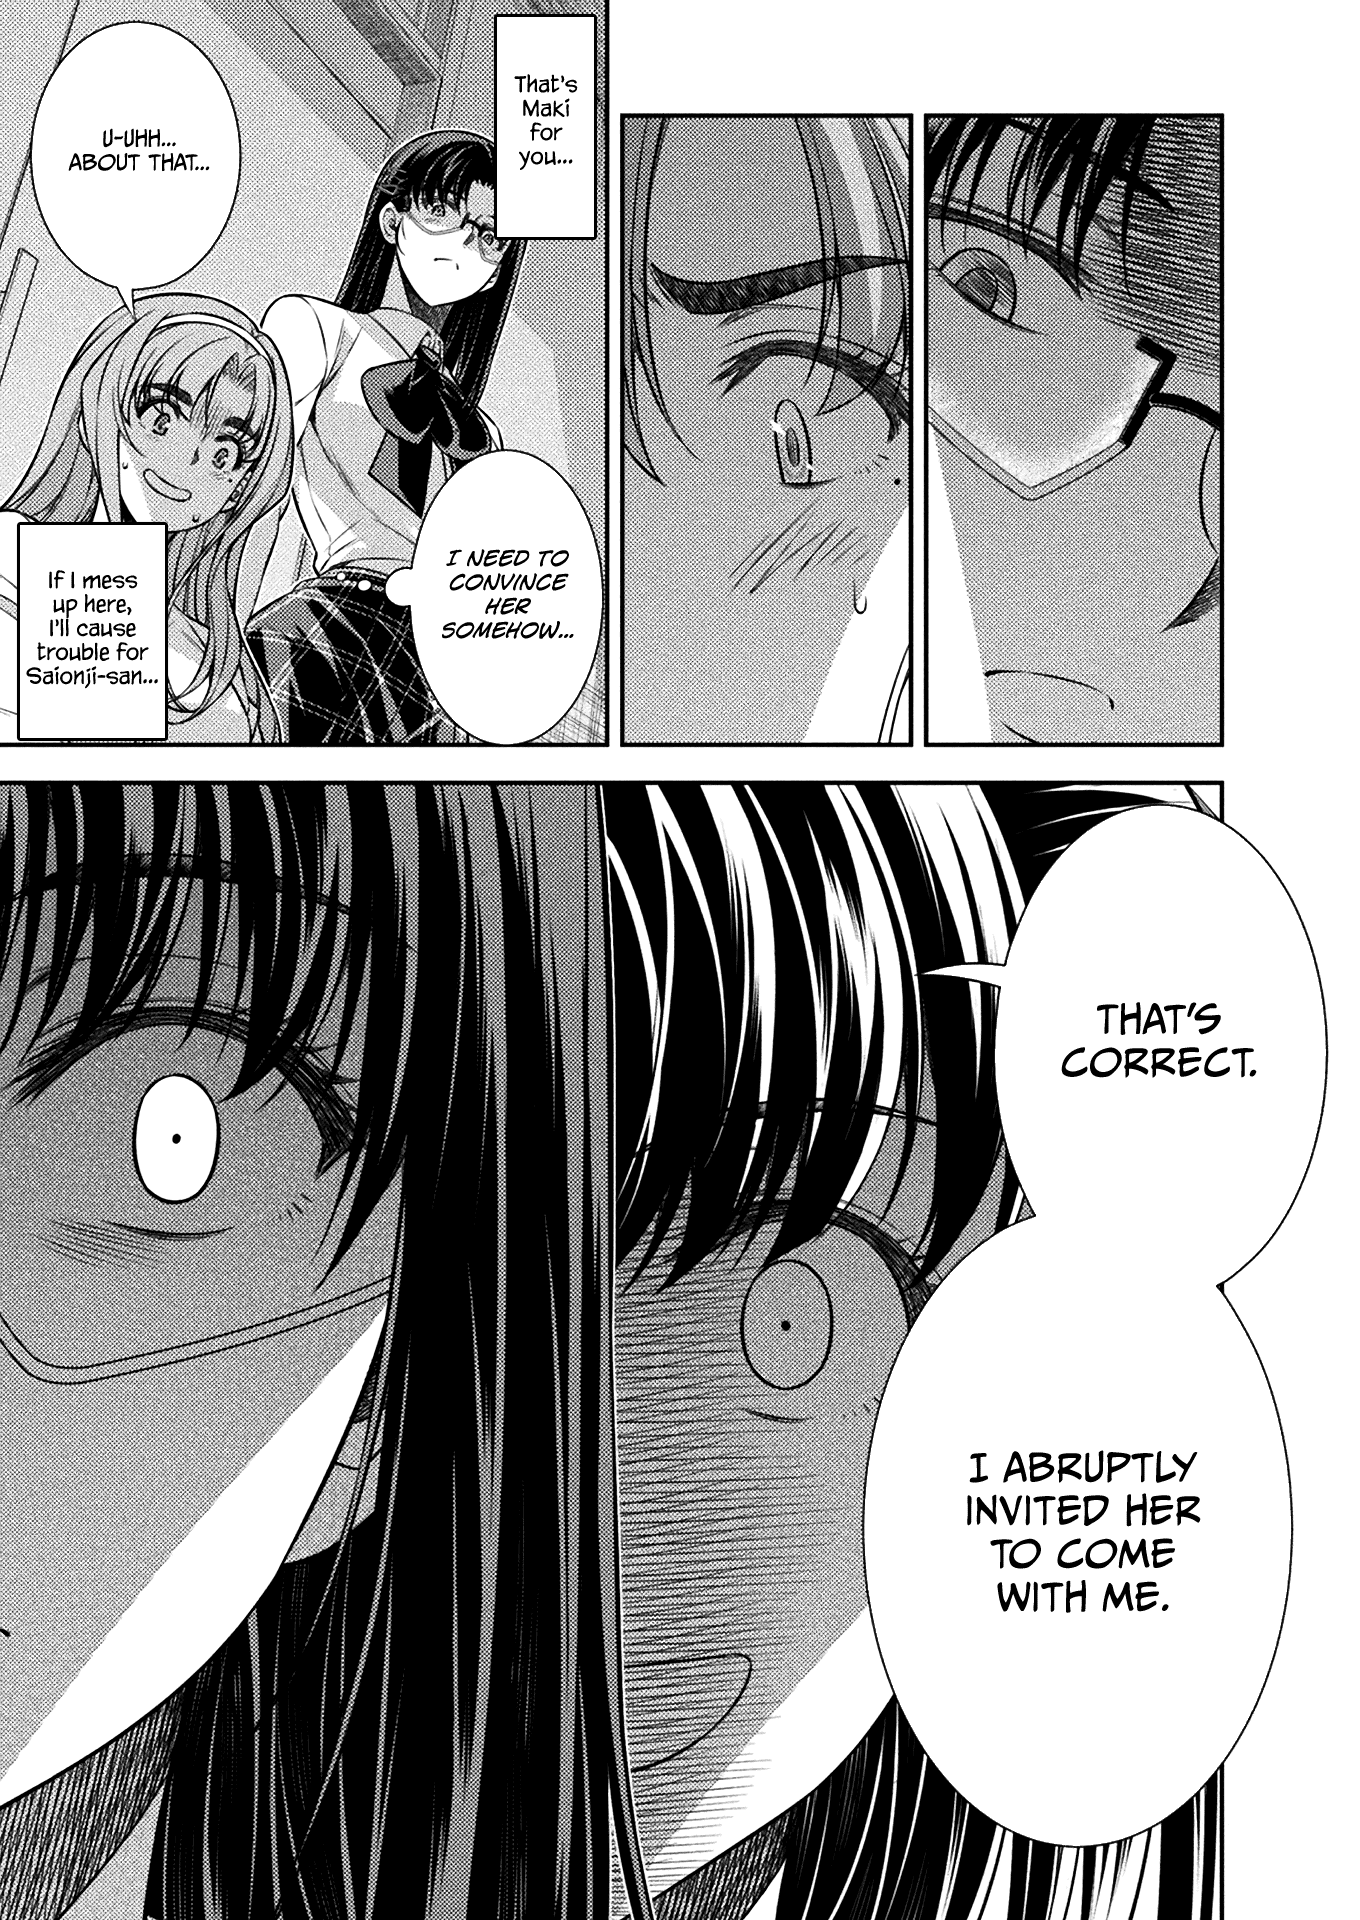 That's
Maki
for
you...
U-UHH...
ABOUT THAT...
I NEED TO
CONVINCE
HER
SOMEHOW...
If I mess
up here,
I'll cause
trouble for
Saionji-san...
THAT'S
CORRECT.
I ABRUPTLY
INVITED HER
TO COME
WITH ME.